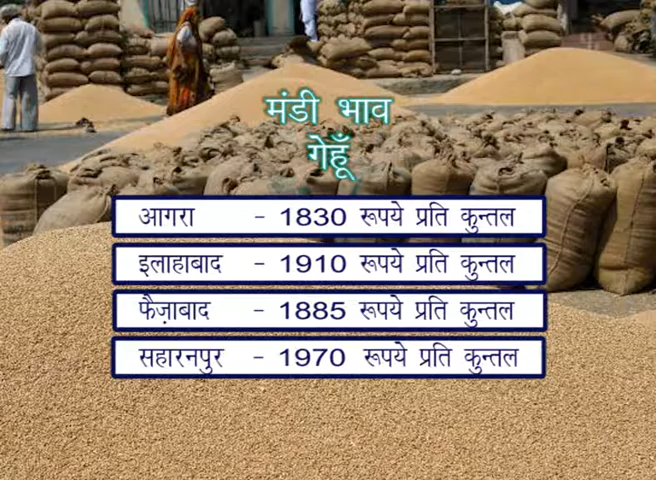 मंडी भाव
गेहूँ
आगरा - 1830 रूपये प्रति कुन्तल
इलाहाबाद - 1910 रूपये प्रति कुन्तल
फैज़ाबाद - 1885 रूपये प्रति कुन्तल
सहारनपुर - 1970 रूपये प्रति कुन्तल